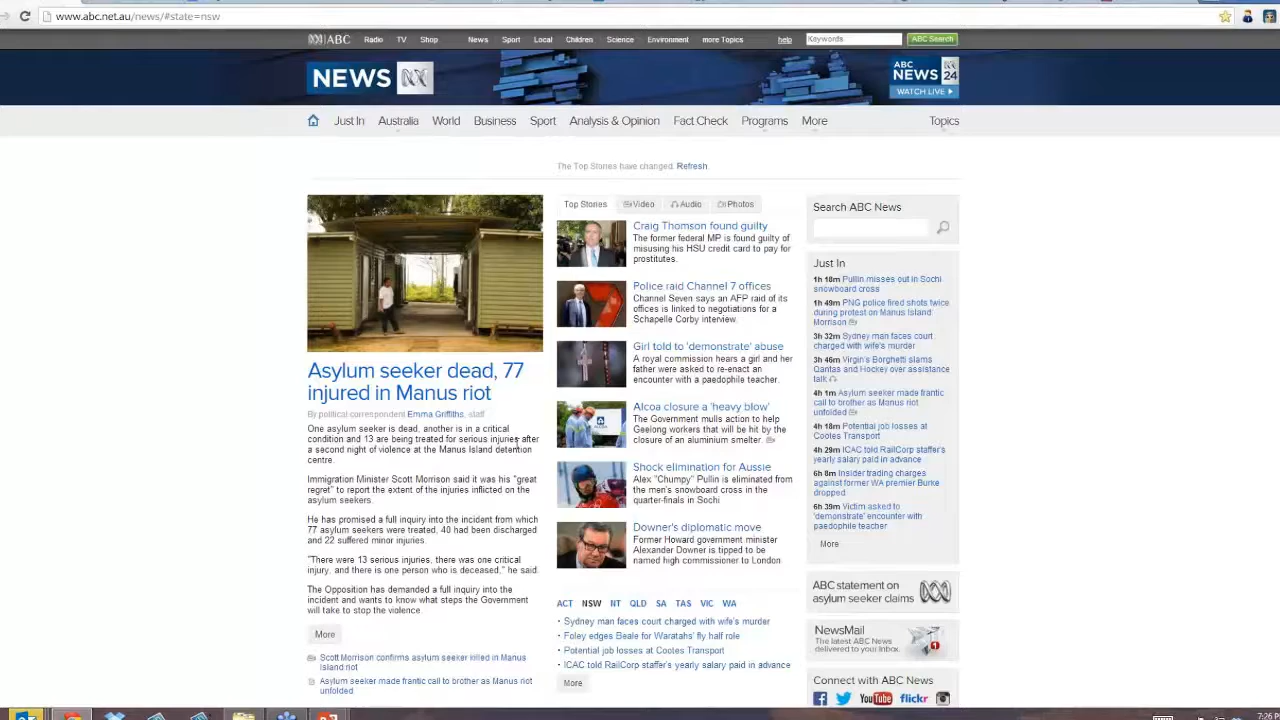 www.abc.net.au/news/#state=nsw
ABC Radio TV Shop News Sport Local Children Science Environment more Topics help Keywords ABC Search
NEWS
ABC
NEWS 24
WATCH LIVE
Just In Australia World Business Sport Analysis & Opinion Fact Check Programs More Topics
The Top Stories have changed. Refresh
Asylum seeker dead, 77
injured in Manus riot
By political correspondent Emma Griffiths, staff
One asylum seeker is dead, another is in a critical
condition and 13 are being treated for serious injuries after
a second night of violence at the Manus Island detention
centre.
Immigration Minister Scott Morrison said it was his "great
regret" to report the extent of the injuries inflicted on the
asylum seekers.
He has promised a full inquiry into the incident from which
77 asylum seekers were treated, 40 had been discharged
and 22 suffered minor injuries.
"There were 13 serious injuries, there was one critical
injury, and there is one person who is deceased," he said.
The Opposition has demanded a full inquiry into the
incident and wants to know what steps the Government
will take to stop the violence.
More
Scott Morrison confirms asylum seeker killed in Manus
Island riot
Asylum seeker made frantic call to brother as Manus riot
unfolded
Top Stories Video Audio Photos
Craig Thomson found guilty
The former federal MP is found guilty of
misusing his HSU credit card to pay for
prostitutes.
Police raid Channel 7 offices
Channel Seven says an AFP raid of its
offices is linked to negotiations for a
Schapelle Corby interview.
Girl told to 'demonstrate' abuse
A royal commission hears a girl and her
father were asked to re-enact an
encounter with a paedophile teacher.
Alcoa closure a 'heavy blow'
The Government mulls action to help
Geelong workers that will be hit by the
closure of an aluminium smelter.
Shock elimination for Aussie
Alex "Chumpy" Pullin is eliminated from
the men's snowboard cross in the
quarter-finals in Sochi
Downer's diplomatic move
Former Howard government minister
Alexander Downer is tipped to be
named high commissioner to London
ACT NSW NT QLD SA TAS VIC WA
Sydney man faces court charged with wife's murder
Foley edges Beale for Waratahs' fly half role
Potential job losses at Cootes Transport
ICAC told RailCorp staffer's yearly salary paid in advance
More
Search ABC News
Just In
1h 18m Pullin misses out in Sochi
snowboard cross
1h 49m PNG police fired shots twice
during protest on Manus Island
Morrison
3h 32m Sydney man faces court
charged with wife's murder
3h 46m Virgin's Borghetti slams
Qantas and Hockey over assistance
talk
4h 1m Asylum seeker made frantic
call to brother as Manus riot
unfolded
4h 18m Potential job losses at
Cootes Transport
4h 29m ICAC told RailCorp staffer's
yearly salary paid in advance
6h 8m Insider trading charges
against former WA premier Burke
dropped
6h 39m Victim asked to
'demonstrate' encounter with
paedophile teacher
More
ABC statement on
asylum seeker claims
NewsMail
The latest ABC News
delivered to your Inbox.
1
Connect with ABC News
YouTube flickr
7:26 P